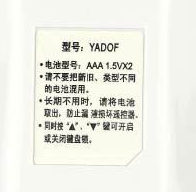 型号：YADOF
•电池型号：AAA 1.5VX2
•请不要把新旧、类型不同
的电池混用。
•长期不用时，请将电池
取出，防止漏 液损坏遥控器。
•同时按“▲”、“▼”键可开启
或关闭键盘锁。